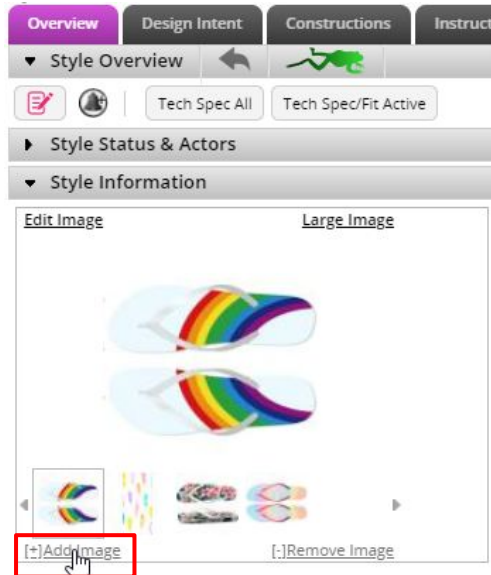 Overview Design Intent Constructions Instruct
Style Overview
Tech Spec All Tech Spec/Fit Active
Style Status & Actors
Style Information
Edit Image Large Image
[+]Add Image [-]Remove Image